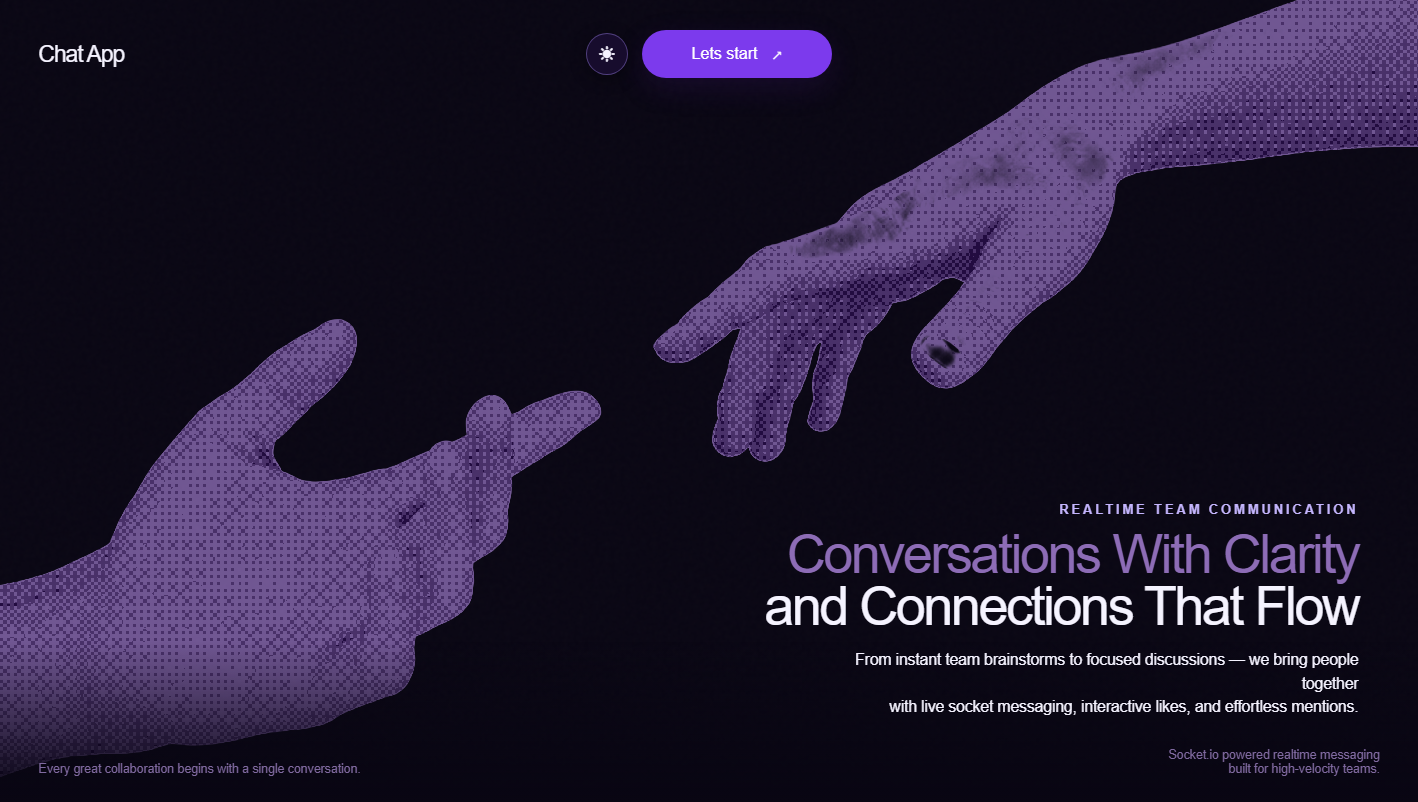 Chat App
Lets start ↗
REALTIME TEAM COMMUNICATION
Conversations With Clarity
and Connections That Flow
From instant team brainstorms to focused discussions — we bring people
together
with live socket messaging, interactive likes, and effortless mentions.
Every great collaboration begins with a single conversation.
Socket.io powered realtime messaging
built for high-velocity teams.